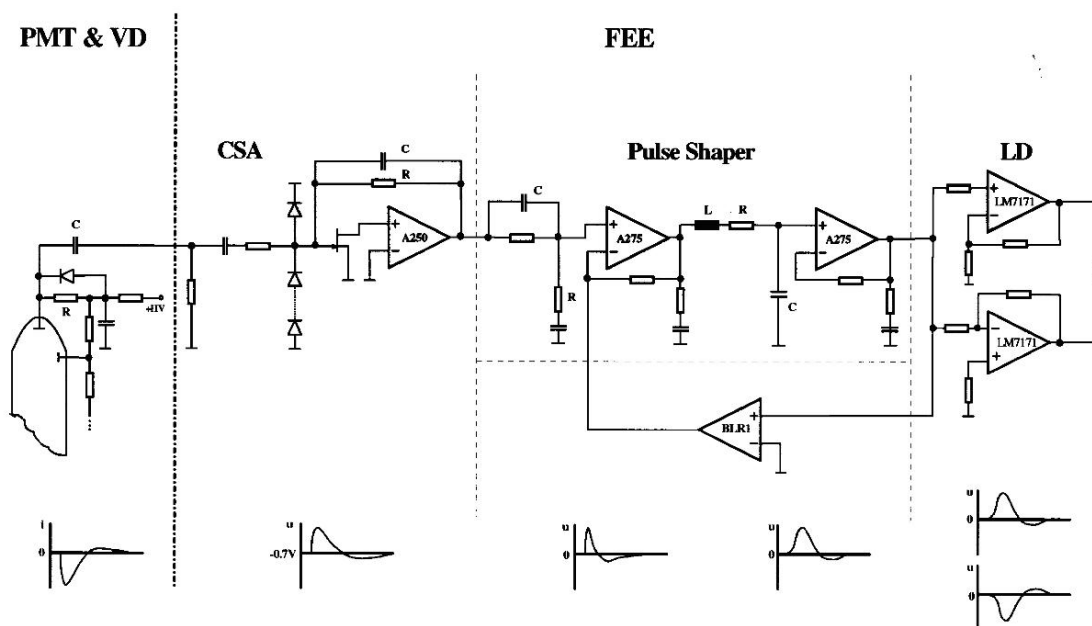 PMT & VD
FEE
CSA
Pulse Shaper
LD
C
R
+HV
C
R
A250
C
R
A275
L
R
C
A275
LM7171
LM7171
BLR1
i
0
u
-0.7V
u
0
u
0
u
0
u
0